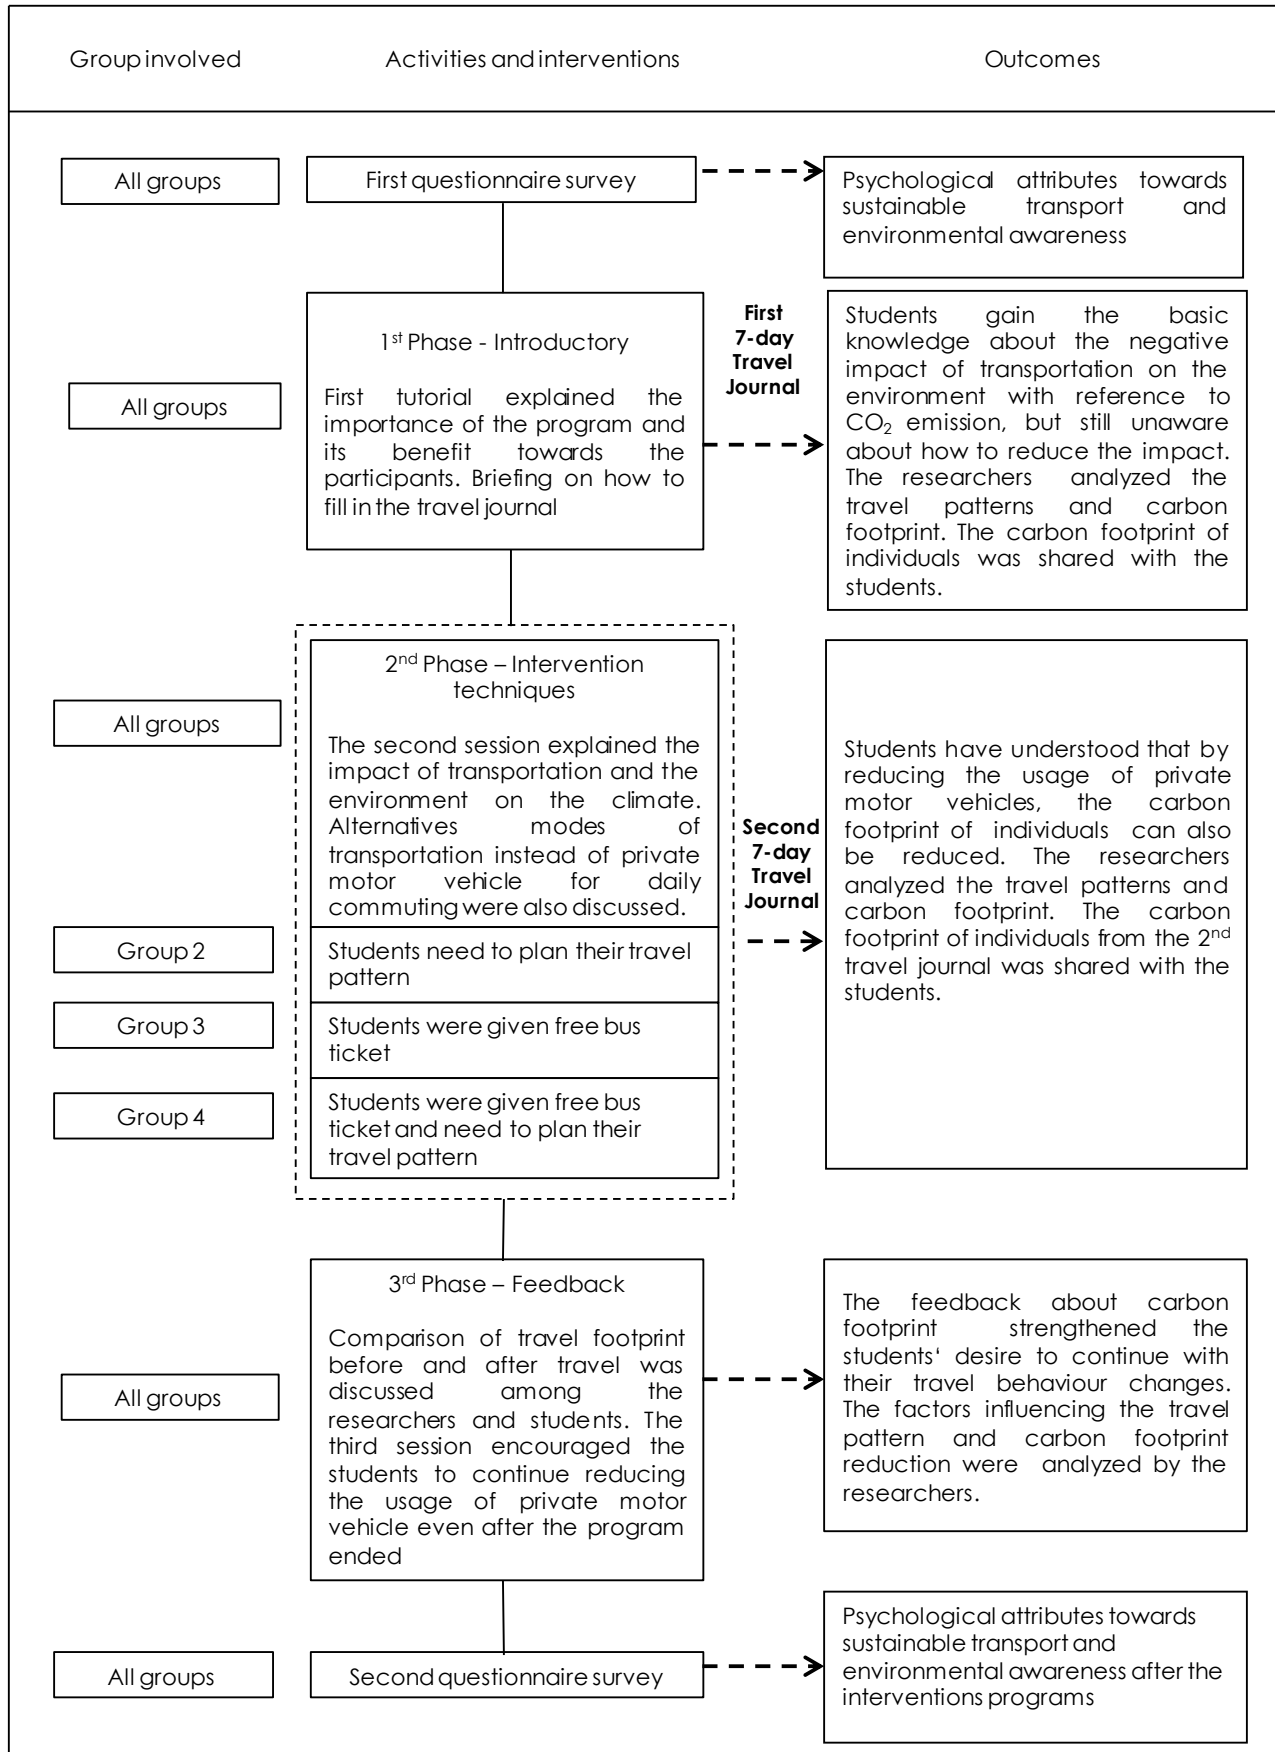 Group involved
Activities and interventions
Outcomes
All groups
First questionnaire survey
Psychological attributes towards
sustainable transport and
environmental awareness
All groups
1st Phase - Introductory
First tutorial explained the
importance of the program and
its benefit towards the
participants. Briefing on how to
fill in the travel journal
First
7-day
Travel
Journal
Students gain the basic
knowledge about the negative
impact of transportation on the
environment with reference to
CO2 emission, but still unaware
about how to reduce the impact.
The researchers analyzed the
travel patterns and carbon
footprint. The carbon footprint of
individuals was shared with the
students.
All groups
2nd Phase – Intervention
techniques
The second session explained the
impact of transportation and the
environment on the climate.
Alternatives modes of
transportation instead of private
motor vehicle for daily
commuting were also discussed.
Group 2
Students need to plan their travel
pattern
Group 3
Students were given free bus
ticket
Group 4
Students were given free bus
ticket and need to plan their
travel pattern
Second
7-day
Travel
Journal
Students have understood that by
reducing the usage of private
motor vehicles, the carbon
footprint of individuals can also
be reduced. The researchers
analyzed the travel patterns and
carbon footprint. The carbon
footprint of individuals from the 2nd
travel journal was shared with the
students.
All groups
3rd Phase – Feedback
Comparison of travel footprint
before and after travel was
discussed among the
researchers and students. The
third session encouraged the
students to continue reducing
the usage of private motor
vehicle even after the program
ended
The feedback about carbon
footprint strengthened the
students‘ desire to continue with
their travel behaviour changes.
The factors influencing the travel
pattern and carbon footprint
reduction were analyzed by the
researchers.
All groups
Second questionnaire survey
Psychological attributes towards
sustainable transport and
environmental awareness after the
interventions programs